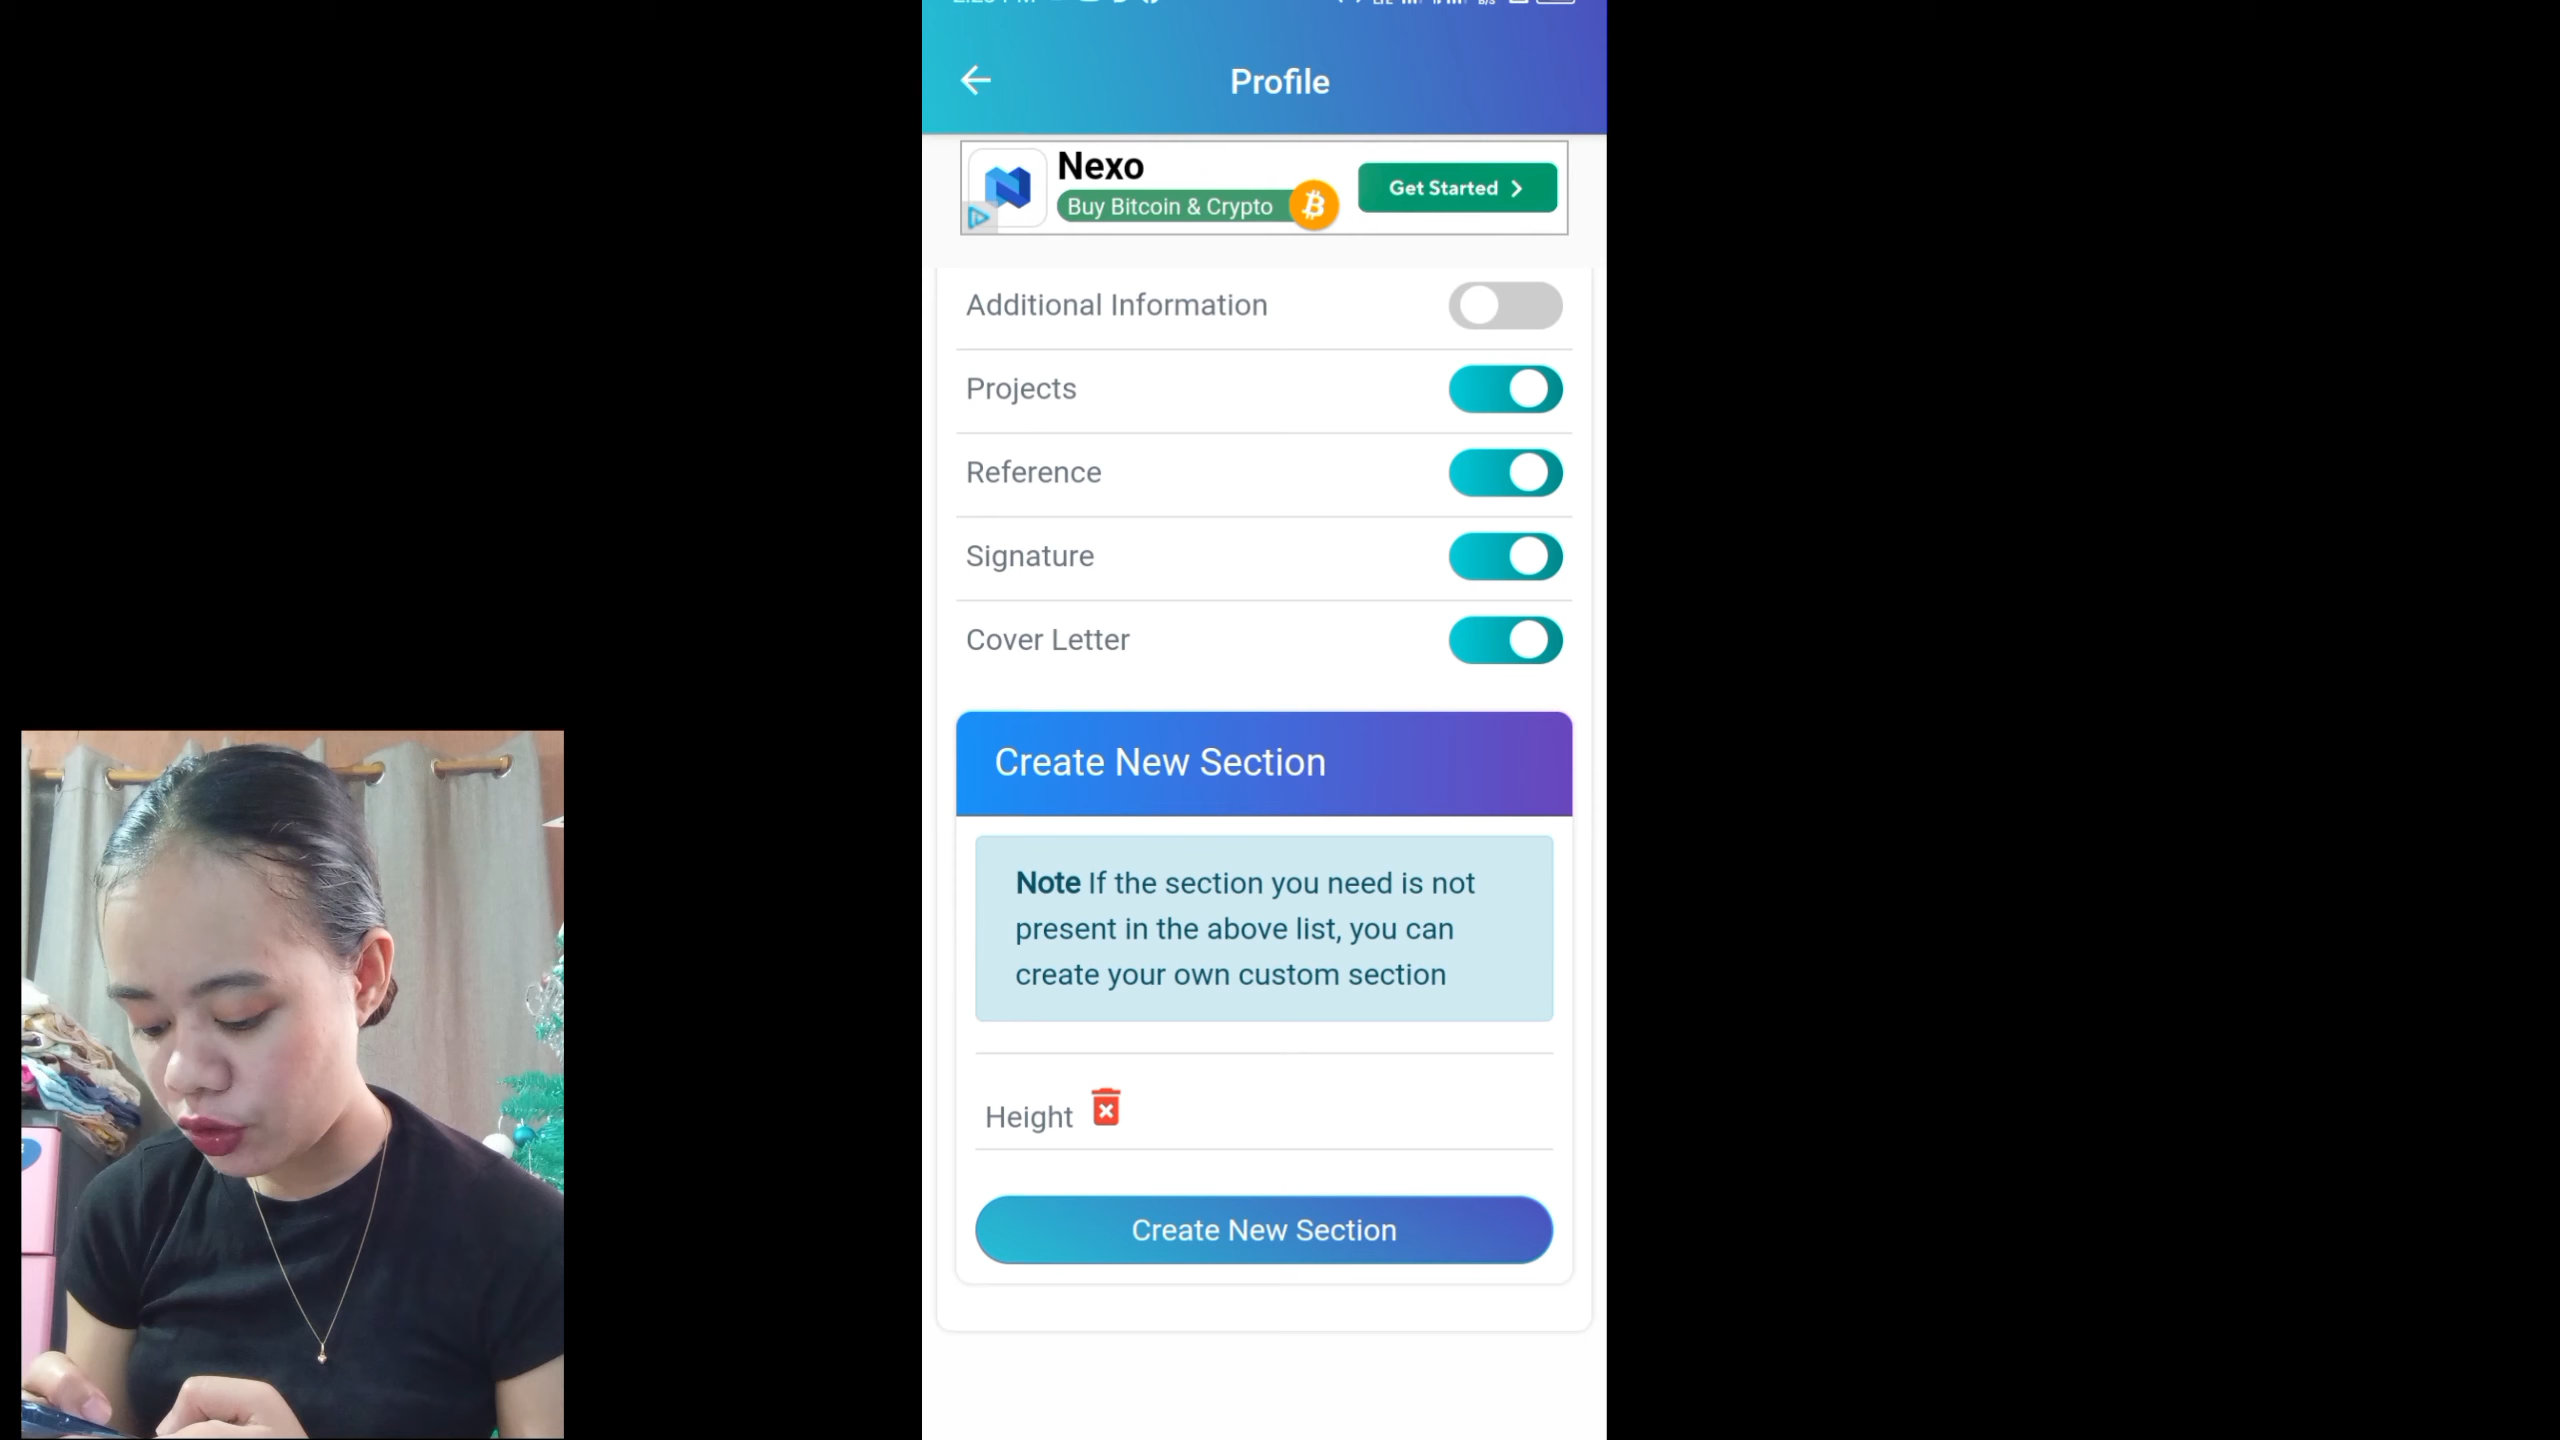 Profile
Nexo
Buy Bitcoin & Crypto
Get Started
Additional Information
Projects
Reference
Signature
Cover Letter
Create New Section
Note If the section you need is not
present in the above list, you can
create your own custom section
Height
Create New Section